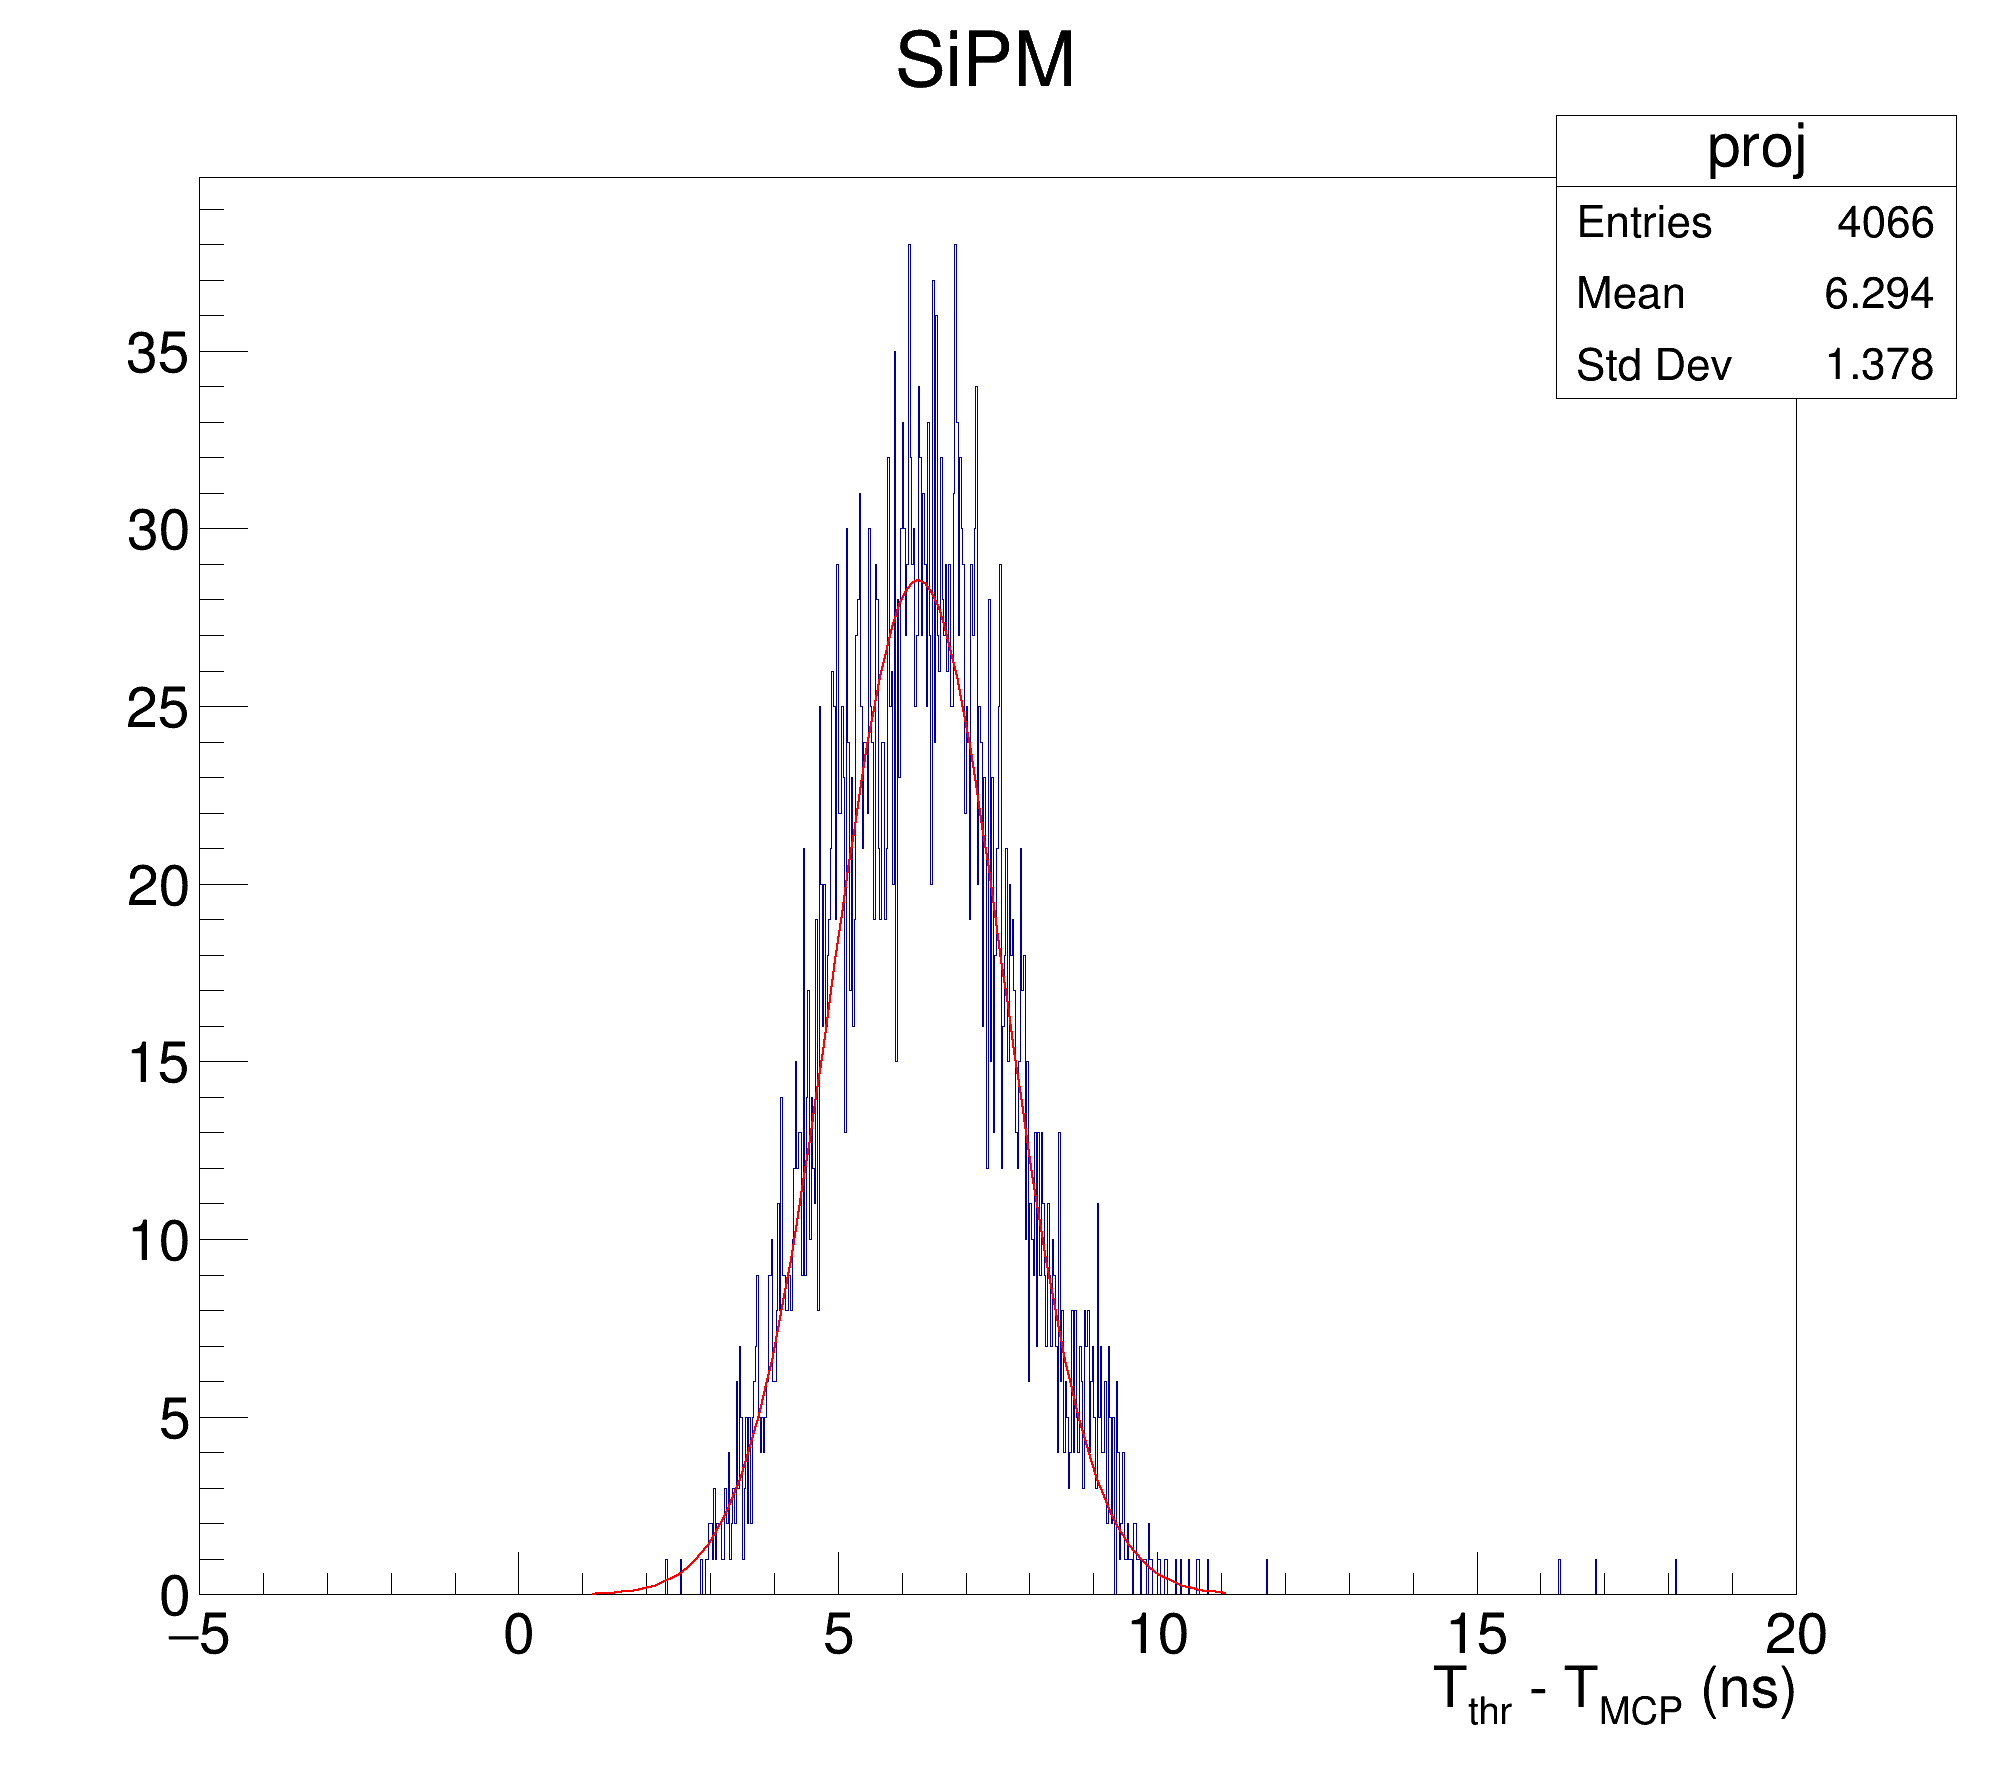 SiPM
proj
Entries 4066
Mean 6.294
Std Dev 1.378
35
30
25
20
15
10
5
0
−5 0 5 10 15 20
T_thr - T_MCP (ns)